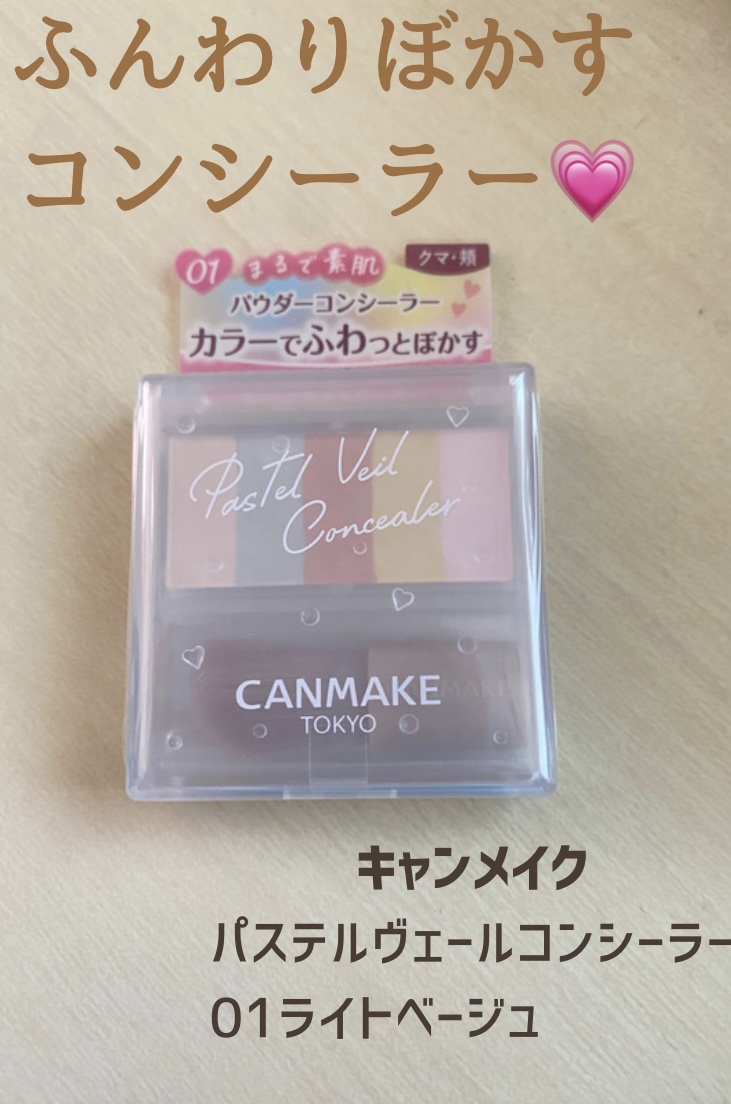 ふんわりぼかす
コンシーラー💗
01 まるで素肌 クマ・頬
パウダーコンシーラー
カラーでふわっとぼかす
Pastel Veil
Concealer
CANMAKE
TOKYO
キャンメイク
パステルヴェールコンシーラー
01ライトベージュ